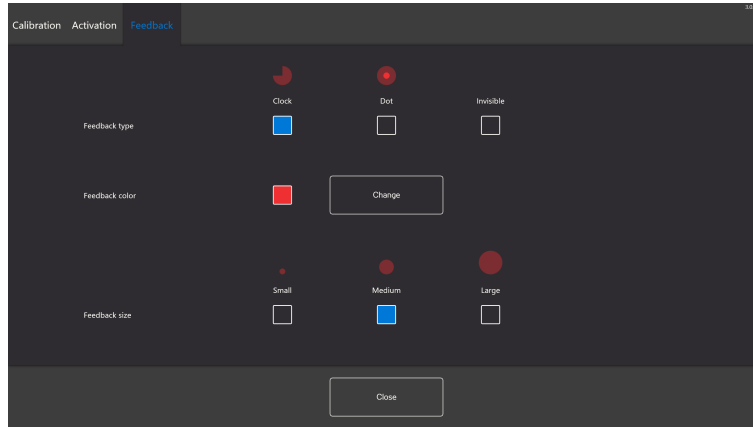 Calibration Activation Feedback
Clock Dot Invisible
Feedback type
Feedback color Change
Small Medium Large
Feedback size
Close